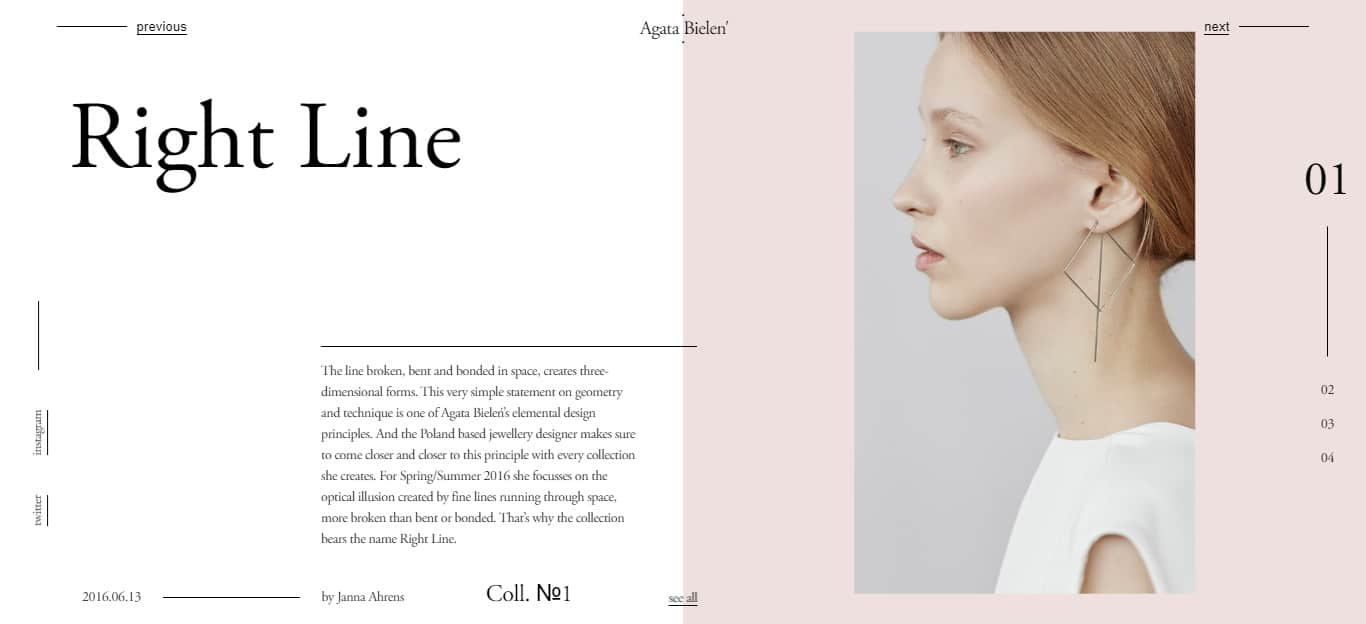 previous
Agata Bielen'
next
Right Line
01
The line broken, bent and bonded in space, creates three-
dimensional forms. This very simple statement on geometry
and technique is one of Agata Bieleń's elemental design
principles. And the Poland based jewellery designer makes sure
to come closer and closer to this principle with every collection
she creates. For Spring/Summer 2016 she focusses on the
optical illusion created by fine lines running through space,
more broken than bent or bonded. That's why the collection
bears the name Right Line.
02
03
04
instagram
twitter
2016.06.13
by Janna Ahrens
Coll. №1
see all